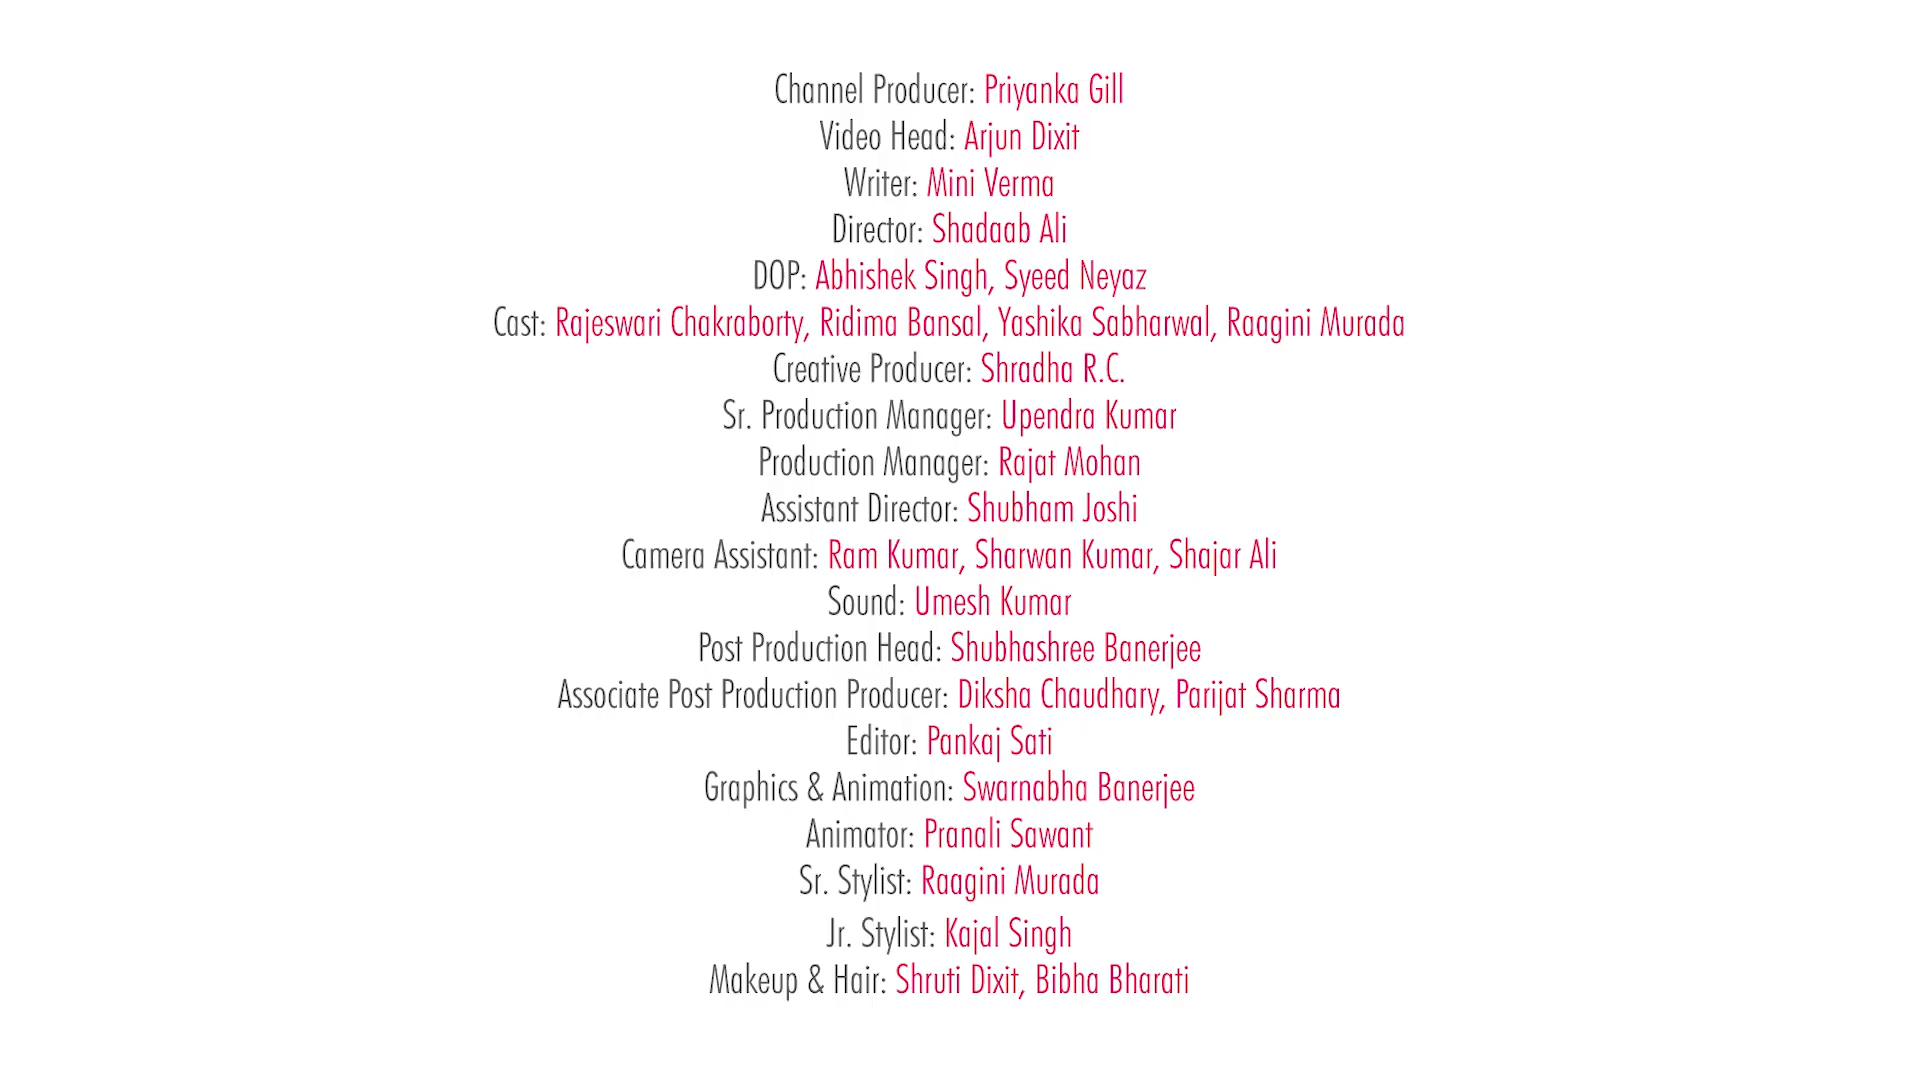 Channel Producer: Priyanka Gill
Video Head: Arjun Dixit
Writer: Mini Verma
Director: Shadaab Ali
DOP: Abhishek Singh, Syeed Neyaz
Cast: Rajeswari Chakraborty, Ridima Bansal, Yashika Sabharwal, Raagini Murada
Creative Producer: Shradha R.C.
Sr. Production Manager: Upendra Kumar
Production Manager: Rajat Mohan
Assistant Director: Shubham Joshi
Camera Assistant: Ram Kumar, Sharwan Kumar, Shajar Ali
Sound: Umesh Kumar
Post Production Head: Shubhashree Banerjee
Associate Post Production Producer: Diksha Chaudhary, Parijat Sharma
Editor: Pankaj Sati
Graphics & Animation: Swarnabha Banerjee
Animator: Pranali Sawant
Sr. Stylist: Raagini Murada
Jr. Stylist: Kajal Singh
Makeup & Hair: Shruti Dixit, Bibha Bharati